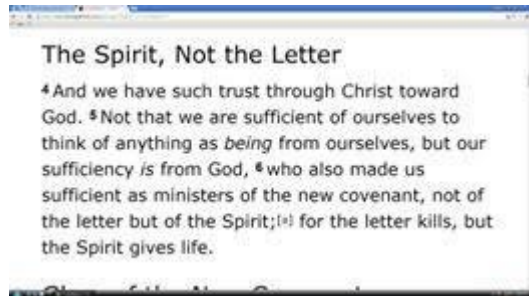 The Spirit, Not the Letter
4 And we have such trust through Christ toward
God. 5 Not that we are sufficient of ourselves to
think of anything as being from ourselves, but our
sufficiency is from God, 6 who also made us
sufficient as ministers of the new covenant, not of
the letter but of the Spirit;[a] for the letter kills, but
the Spirit gives life.